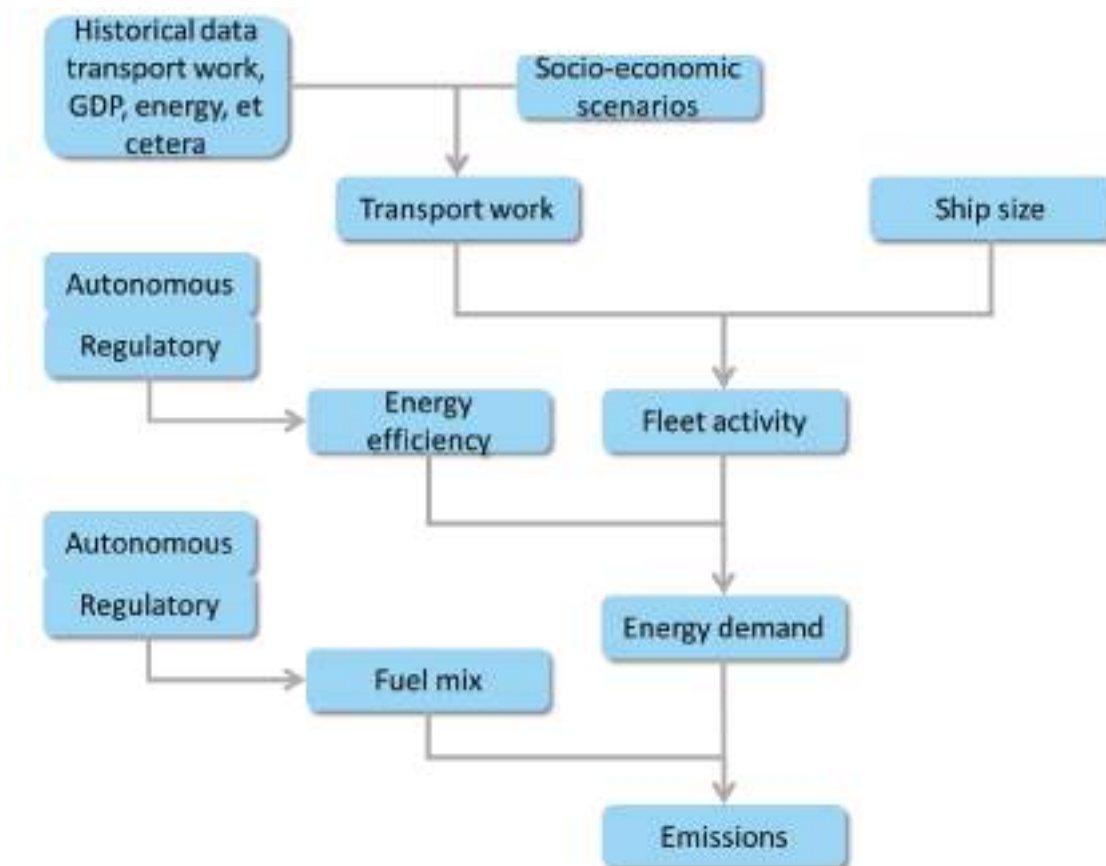 Historical data
transport work,
GDP, energy, et
cetera
Socio-economic
scenarios
Transport work
Ship size
Autonomous
Regulatory
Energy
efficiency
Fleet activity
Autonomous
Regulatory
Energy demand
Fuel mix
Emissions